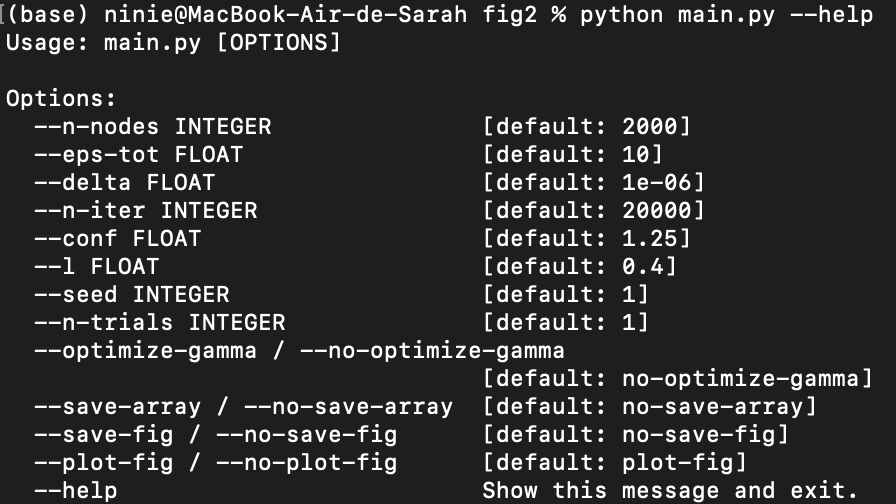 [(base) ninie@MacBook-Air-de-Sarah fig2 % python main.py --help
Usage: main.py [OPTIONS]
Options:
--n-nodes INTEGER [default: 2000]
--eps-tot FLOAT [default: 10]
--delta FLOAT [default: 1e-06]
--n-iter INTEGER [default: 20000]
--conf FLOAT [default: 1.25]
--l FLOAT [default: 0.4]
--seed INTEGER [default: 1]
--n-trials INTEGER [default: 1]
--optimize-gamma / --no-optimize-gamma
[default: no-optimize-gamma]
--save-array / --no-save-array [default: no-save-array]
--save-fig / --no-save-fig [default: no-save-fig]
--plot-fig / --no-plot-fig [default: plot-fig]
--help Show this message and exit.